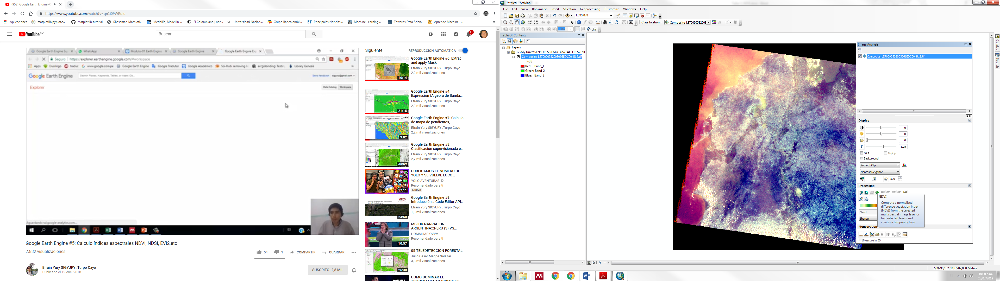 (952) Google Earth Engine #
https://www.youtube.com/watch?v=qn1i09WRqlc
Aplicaciones
matplotlib.pyplot.s...
Matplotlib tutorial
SBasemap Matplotl...
Medellín, Medellin,...
El Colombiano | not...
Universidad Nacion...
Grupo Bancolombi...
Principales Noticias...
Machine Learning...
Towards Data Scien...
Aprende Machine L...
YouTube CO
Buscar
9+
Google Earth Engine Ex
WhatsApp
Modulo-01 Earth Engine
Google Earth Engine
Google Earth Engine Ex
Seguro
https://explorer.earthengine.google.com/#workspace
Apps
Duolingo
traduc
www.google.com.pe
Google Earth Engine
Google Tradutor
Google Académico
Sci-Hub: removing b
arcgisbinding: Testin
Library Genesis
Google Earth Engine
Search Places, Keywords, Tables, or Asset IDs...
Send feedback
sigyury@gmail.com
Explorer
Data Catalog
Workspace
Aguardando ssl.google-analytics.com...
ES
Google Earth Engine #5: Calculo índices espectrales NDVI, NDSI, EVI2,etc
2.832 visualizaciones
54
1
COMPARTIR
GUARDAR
Efrain Yury SIGYURY .Turpo Cayo
Publicado el 19 ene. 2018
SUSCRITO 2,8 MIL
Siguiente
REPRODUCCIÓN AUTOMÁTICA
Google Earth Engine #6: Extrac
and apply Mask
Efrain Yury SIGYURY .Turpo Cayo
2,2 mil visualizaciones
10:14
Google Earth Engine #4:
Expression (Algebra de Banda...
Efrain Yury SIGYURY .Turpo Cayo
2,3 mil visualizaciones
21:15
Google Earth Engine #7: Calculo
de mapa de pendientes,...
Efrain Yury SIGYURY .Turpo Cayo
2,2 mil visualizaciones
9:02
Google Earth Engine #8:
Clasificación supervisionada e...
Efrain Yury SIGYURY .Turpo Cayo
2,7 mil visualizaciones
35:59
PUBLICAMOS EL NUMERO DE
YOLO Y SE VUELVE LOCO...
YOLO AVENTURAS
Recomendado para ti
Nuevo
17:11
Google Earth Engine #9:
Introducción a Code Editor API...
Efrain Yury SIGYURY .Turpo Cayo
1,3 mil visualizaciones
24:50
MEJOR NARRACION
ARGENTINA:::PERU (3) VS...
HOMMHAR OVVV
Recomendado para ti
10:57
05 TELEDETECCION FORESTAL
Julio Cesar Magne Salazar
3,8 mil visualizaciones
26:30
COMO DOMINAR EL
Untitled - ArcMap
File
Edit
View
Bookmarks
Insert
Selection
Geoprocessing
Customize
Windows
Help
1:999.078
Classification
Composite_LE70090532003
100%
Table Of Contents
Layers
G:\My Drive\SENSORES REMOTOS\TALLERES\Tall
Composite_LE70090532003066EDC00_B12.tif
RGB
Red: Band_1
Green: Band_2
Blue: Band_3
Image Analysis
Composite_LE70090532003066EDC00_B12.tif
Display
0
0
0
1,28
DRA
TopUp
Background
Percent Clip
Nearest Neighbor
500
Processing
NDVI
Compute a normalized
difference vegetation index
(NDVI) from the selected
multispectral image layer or
two selected layers and
creates a temporary layer.
Blend
Sharpen
Mensuration
Measure in 3D
Catalog
Search
589996,182 1137982,088 Meters
ES
10:30 a.m.
25/07/2019